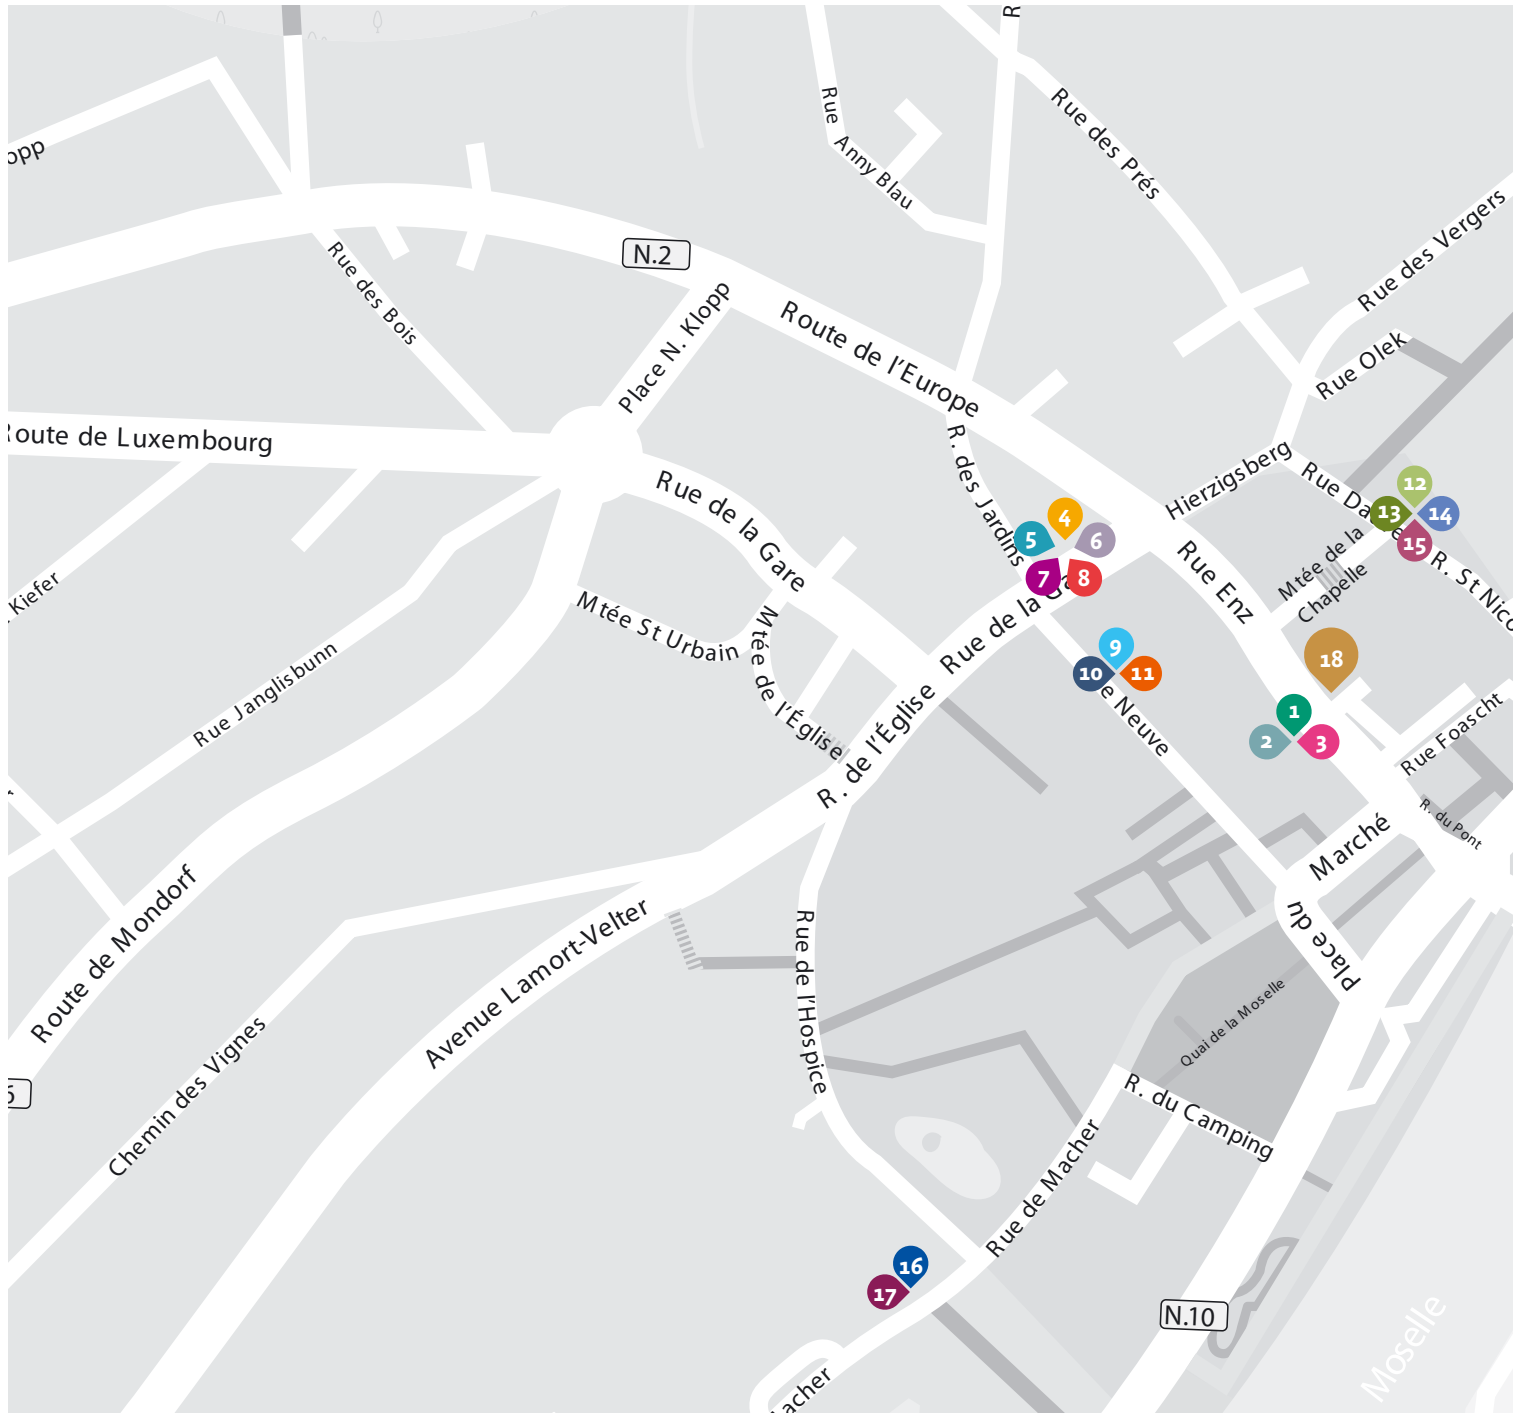 R
Rue
Anny Blau
Rue des Prés
opp
Rue des Vergers
N.2
Rue des Bois
Place N. Klopp
Route de l'Europe
Rue Olek
Route de Luxembourg
R. des Jardins
Hierzigsberg
Rue de la Gare
Rue Da
12
13
14
15
4
5
6
7
8
Rue Enz
Mtée de la
Chapelle
R. St Nico
Kiefer
Mtée St Urbain
Mtée de l'Église
Rue de la Ga
Rue Janglisbunn
R. de l'Église
9
10
11
e Neuve
18
1
2
3
Rue Foascht
R. du Pont
Place du
Marché
Route de Mondorf
Avenue Lamort-Velter
Rue de l'Hospice
Quai de la Moselle
Chemin des Vignes
R. du Camping
Rue de Macher
16
17
N.10
Moselle
acher